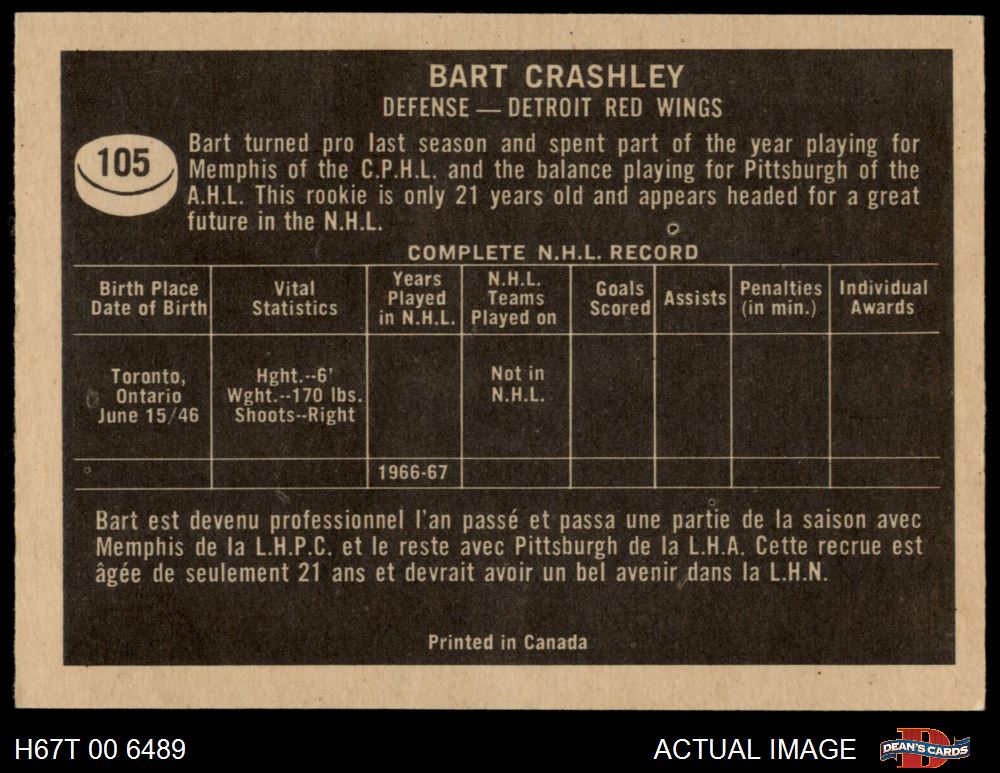 BART CRASHLEY
DEFENSE — DETROIT RED WINGS
105
Bart turned pro last season and spent part of the year playing for
Memphis of the C.P.H.L. and the balance playing for Pittsburgh of the
A.H.L. This rookie is only 21 years old and appears headed for a great
future in the N.H.L.
COMPLETE N.H.L. RECORD
Birth Place
Date of Birth
Vital
Statistics
Years
Played
in N.H.L.
N.H.L.
Teams
Played on
Goals
Scored
Assists
Penalties
(in min.)
Individual
Awards
Toronto,
Ontario
June 15/46
Hght.--6'
Wght.--170 lbs.
Shoots--Right
Not in
N.H.L.
1966-67
Bart est devenu professionnel l'an passé et passa une partie de la saison avec
Memphis de la L.H.P.C. et le reste avec Pittsburgh de la L.H.A. Cette recrue est
âgée de seulement 21 ans et devrait avoir un bel avenir dans la L.H.N.
Printed in Canada
H67T 00 6489
ACTUAL IMAGE
DEAN'S CARDS